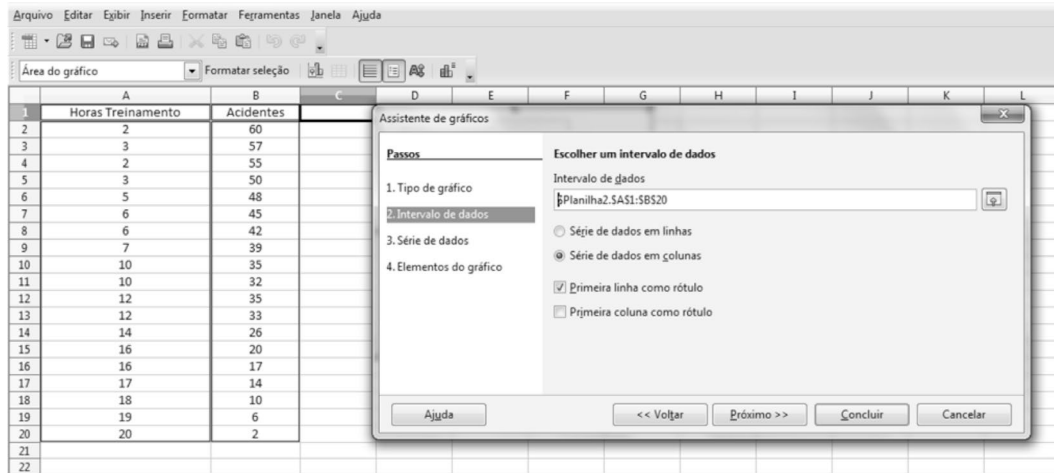 Arquivo Editar Exibir Inserir Formatar Ferramentas Janela Ajuda
Área do gráfico Formatar seleção
A B C D E F G H I J K L
1 Horas Treinamento Acidentes
2 2 60
3 3 57
4 2 55
5 3 50
6 5 48
7 6 45
8 6 42
9 7 39
10 10 35
11 10 32
12 12 35
13 12 33
14 14 26
15 16 20
16 16 17
17 17 14
18 18 10
19 19 6
20 20 2
21
22
Assistente de gráficos
Passos
1. Tipo de gráfico
2. Intervalo de dados
3. Série de dados
4. Elementos do gráfico
Escolher um intervalo de dados
Intervalo de dados
$Planilha2.$A$1:$B$20
Série de dados em linhas
Série de dados em colunas
Primeira linha como rótulo
Primeira coluna como rótulo
Ajuda << Voltar Próximo >> Concluir Cancelar